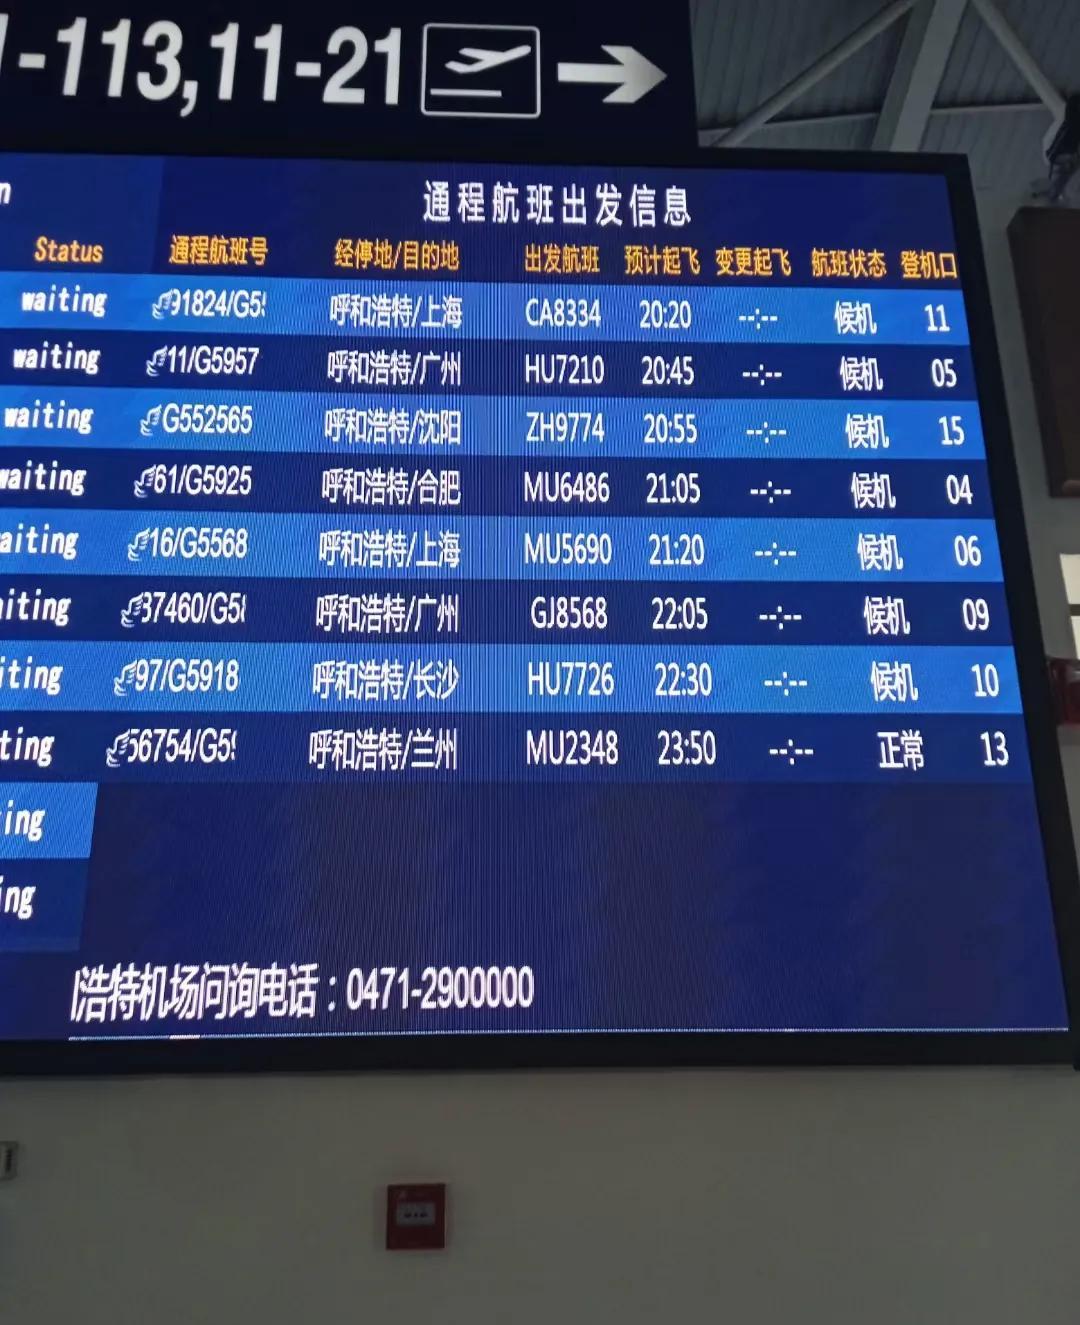 -113,11-21
通程航班出发信息
Status 通程航班号 经停地/目的地 出发航班 预计起飞 变更起飞 航班状态 登机口
waiting 91824/G5 呼和浩特/上海 CA8334 20:20 --:-- 候机 11
waiting 11/G5957 呼和浩特/广州 HU7210 20:45 --:-- 候机 05
waiting G552565 呼和浩特/沈阳 ZH9774 20:55 --:-- 候机 15
waiting 61/G5925 呼和浩特/合肥 MU6486 21:05 --:-- 候机 04
aiting 16/G5568 呼和浩特/上海 MU5690 21:20 --:-- 候机 06
iting 37460/G5 呼和浩特/广州 GJ8568 22:05 --:-- 候机 09
iting 97/G5918 呼和浩特/长沙 HU7726 22:30 --:-- 候机 10
ting 56754/G5 呼和浩特/兰州 MU2348 23:50 --:-- 正常 13
ing
ing
浩特机场问询电话：0471-2900000